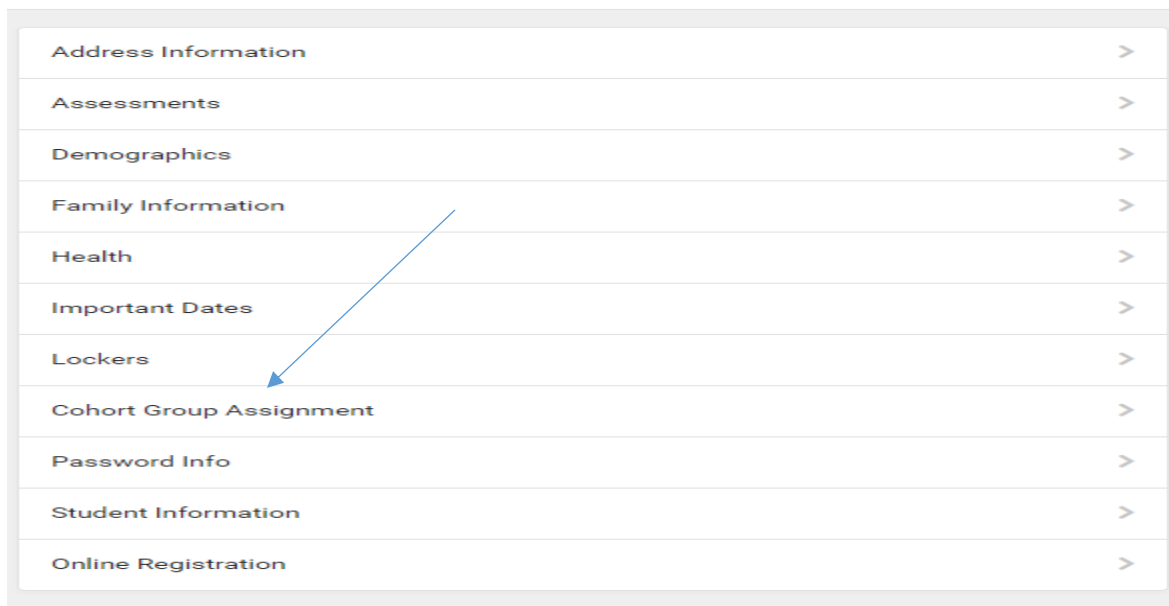 Address Information
Assessments
Demographics
Family Information
Health
Important Dates
Lockers
Cohort Group Assignment
Password Info
Student Information
Online Registration